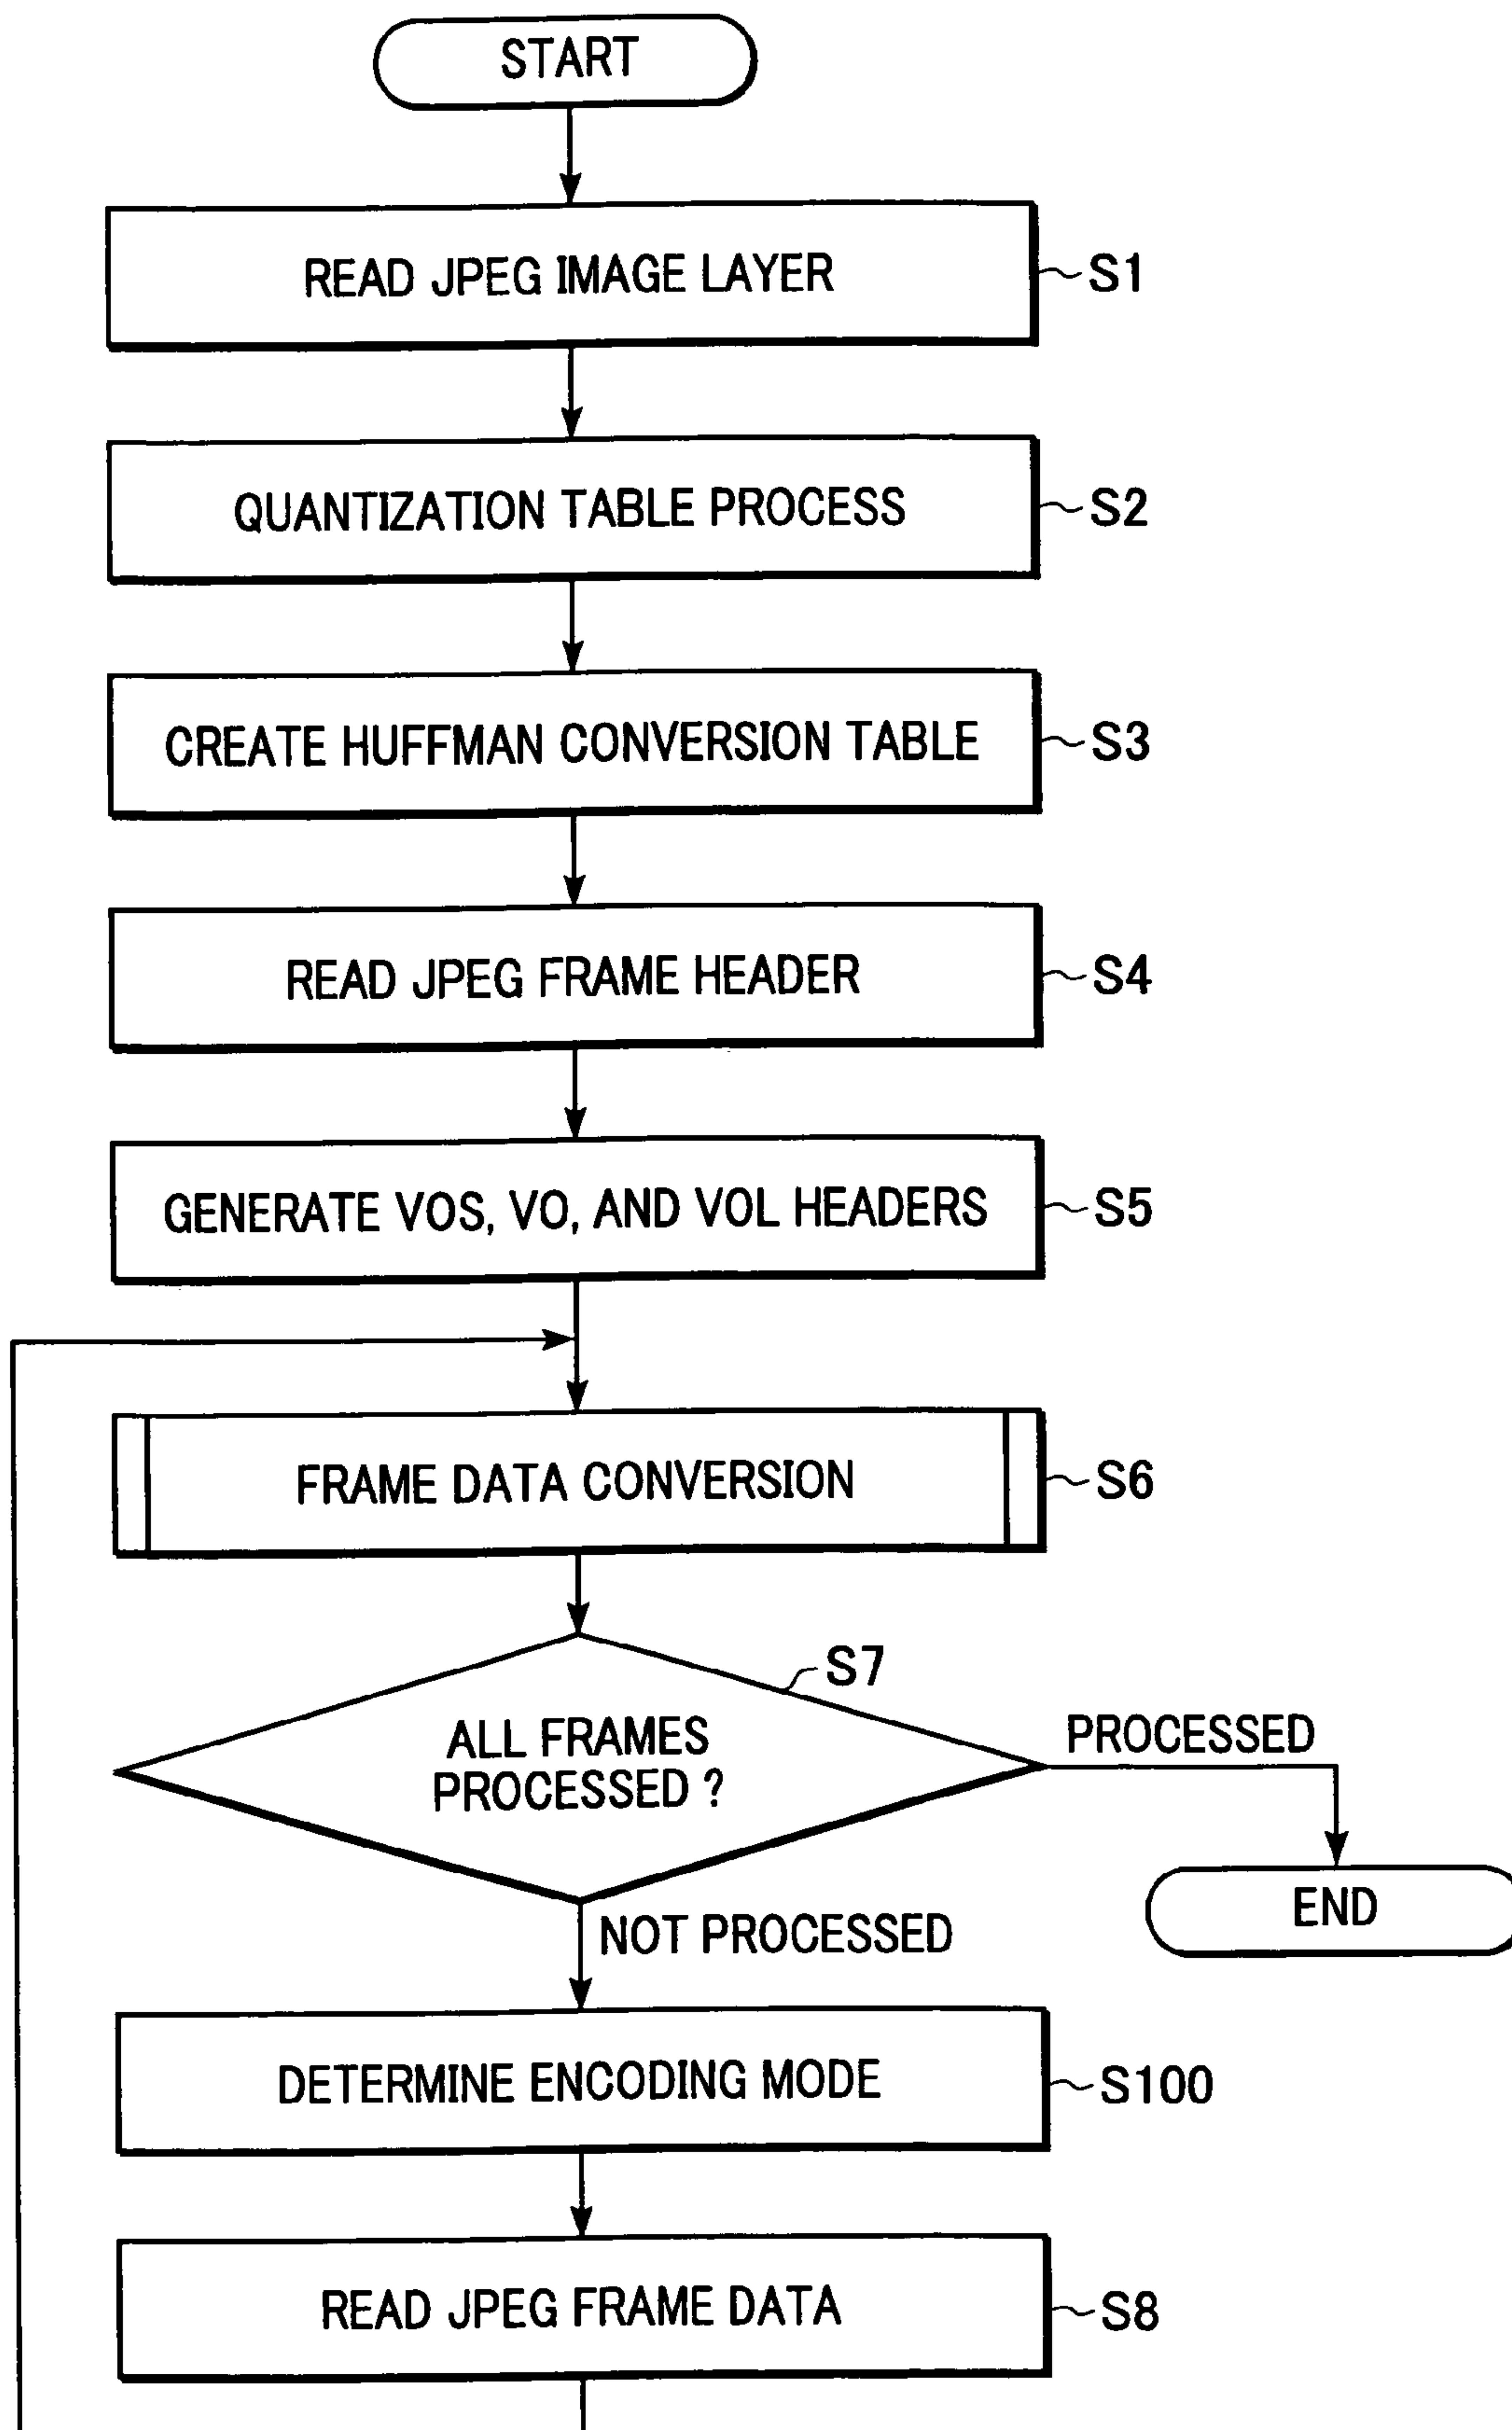 START
READ JPEG IMAGE LAYER
S1
QUANTIZATION TABLE PROCESS
S2
CREATE HUFFMAN CONVERSION TABLE
S3
READ JPEG FRAME HEADER
S4
GENERATE VOS, VO, AND VOL HEADERS
S5
FRAME DATA CONVERSION
S6
S7
ALL FRAMES
PROCESSED ?
PROCESSED
END
NOT PROCESSED
DETERMINE ENCODING MODE
S100
READ JPEG FRAME DATA
S8